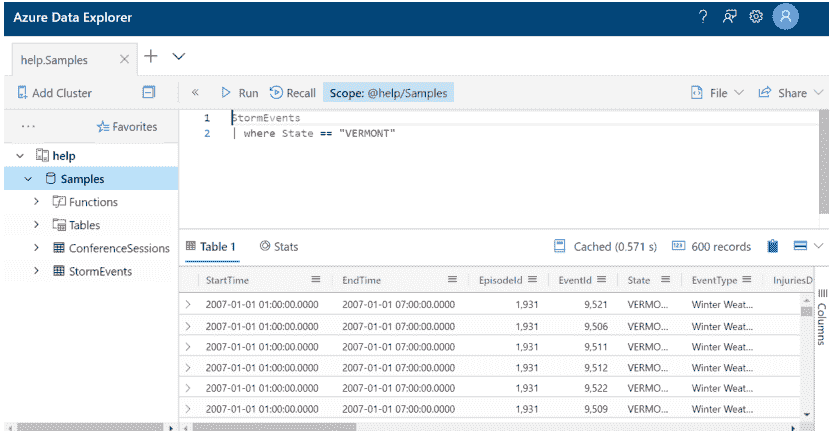 Azure Data Explorer
?
help.Samples
Add Cluster
« Run Recall Scope: @help/Samples File Share
... Favorites
help
Samples
Functions
Tables
ConferenceSessions
StormEvents
1 StormEvents
2 | where State == "VERMONT"
Table 1 Stats Cached (0.571 s) 600 records
StartTime EndTime EpisodeId EventId State EventType InjuriesD
2007-01-01 01:00:00.0000 2007-01-01 07:00:00.0000 1,931 9,521 VERMO... Winter Weat...
2007-01-01 01:00:00.0000 2007-01-01 07:00:00.0000 1,931 9,506 VERMO... Winter Weat...
2007-01-01 01:00:00.0000 2007-01-01 07:00:00.0000 1,931 9,511 VERMO... Winter Weat...
2007-01-01 01:00:00.0000 2007-01-01 07:00:00.0000 1,931 9,512 VERMO... Winter Weat...
2007-01-01 01:00:00.0000 2007-01-01 07:00:00.0000 1,931 9,522 VERMO... Winter Weat...
2007-01-01 01:00:00.0000 2007-01-01 07:00:00.0000 1,931 9,509 VERMO... Winter Weat...
Columns